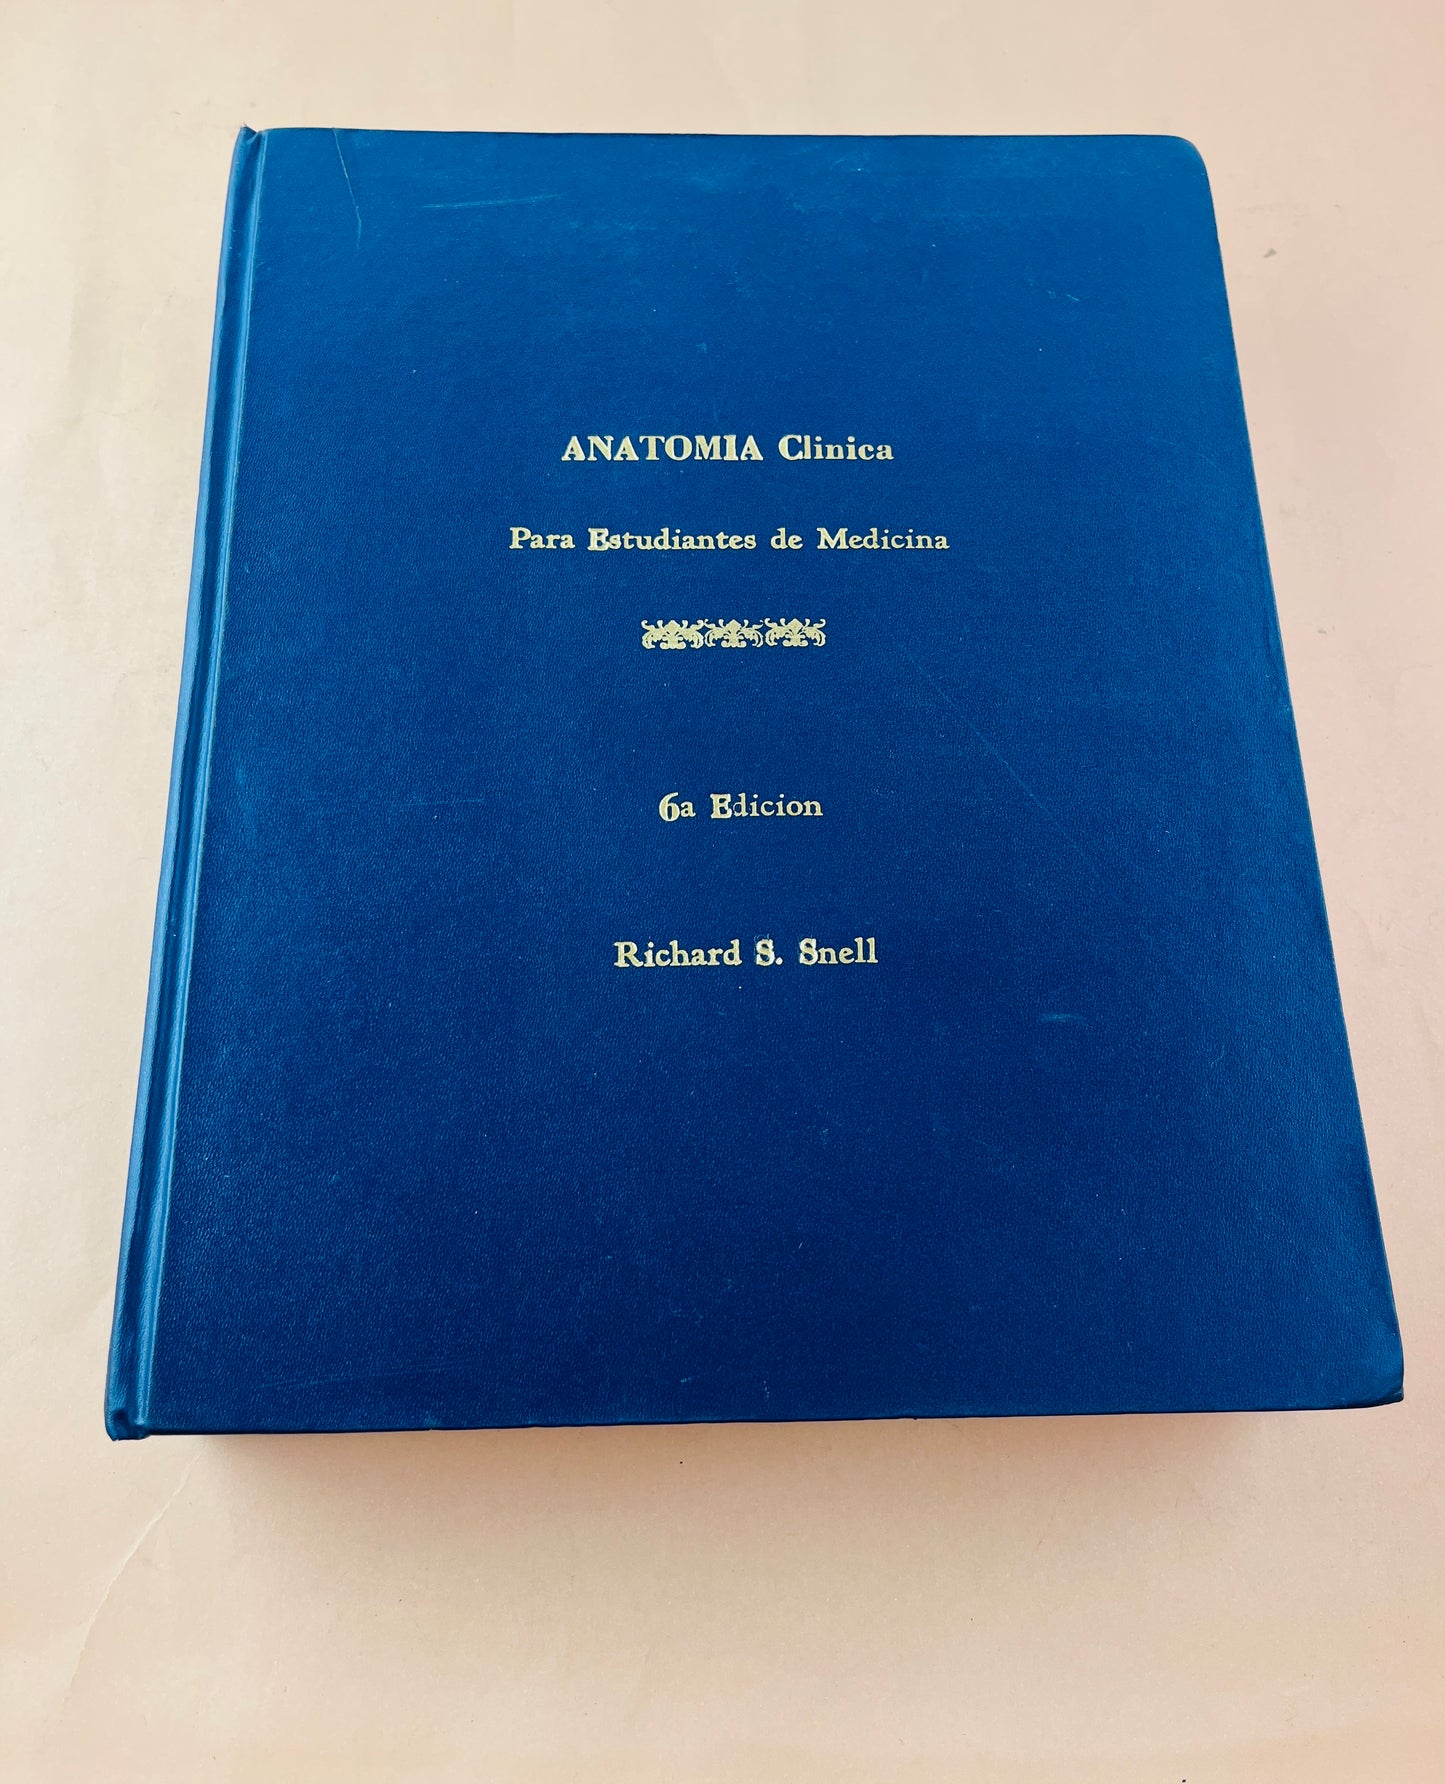 ANATOMIA Clinica
Para Estudiantes de Medicina
6a Edicion
Richard S. Snell